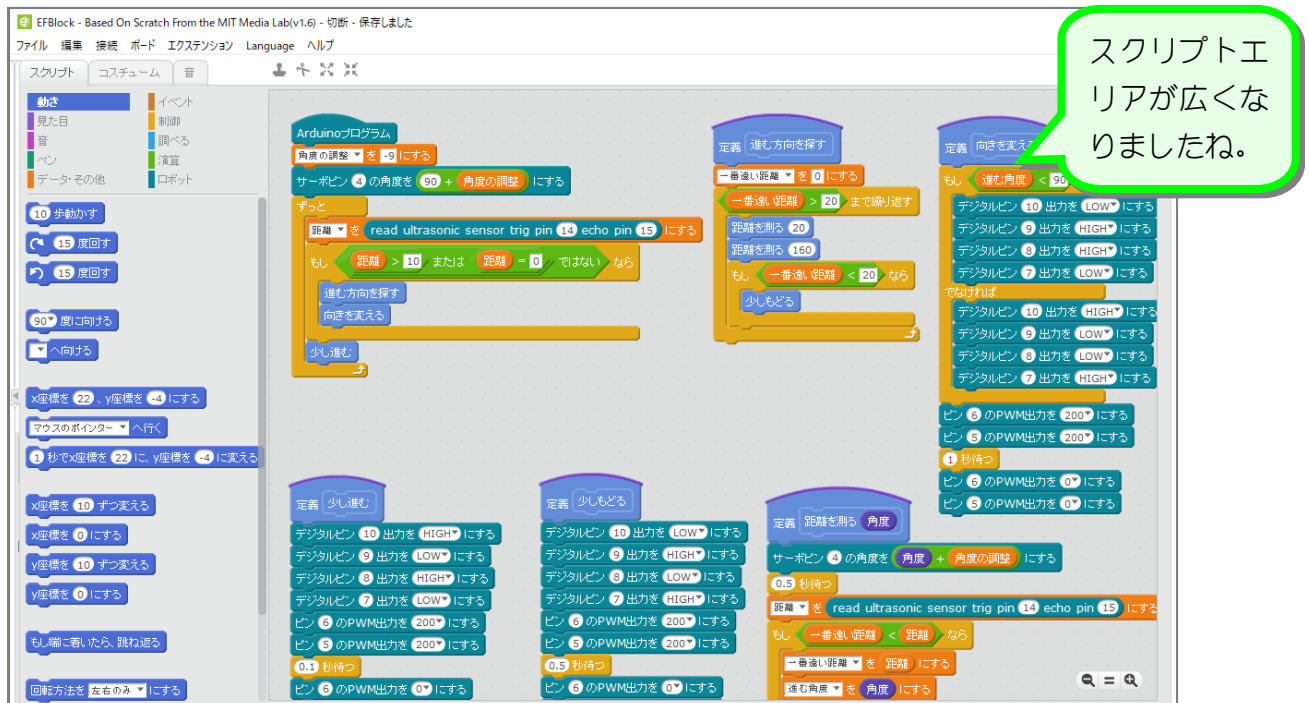 EFBlock - Based On Scratch From the MIT Media Lab(v1.6) - 切断 - 保存しました
ファイル 編集 接続 ボード エクステンション Language ヘルプ
スクリプト コスチューム 音
スクリプトエ
リアが広くな
りましたね。
動き イベント
見た目 制御
音 調べる
ペン 演算
データ・その他 ロボット
10 歩動かす
15 度回す
15 度回す
90 度に向ける
へ向ける
x座標を 22 、y座標を -4 にする
マウスのポインター へ行く
1 秒でx座標を 22 に、y座標を -4 に変える
x座標を 10 ずつ変える
x座標を 0 にする
y座標を 10 ずつ変える
y座標を 0 にする
もし端に着いたら、跳ね返る
回転方法を 左右のみ にする
Arduinoプログラム
角度の調整 を -9 にする
サーボピン 4 の角度を 90 + 角度の調整 にする
ずっと
距離 を read ultrasonic sensor trig pin 14 echo pin 15 にする
もし 距離 > 10 または 距離 = 0 ではない なら
進む方向を探す
向きを変える
少し進む
定義 進む方向を探す
一番遠い距離 を 0 にする
一番遠い距離 > 20 まで繰り返す
距離を測る 20
距離を測る 160
もし 一番遠い距離 < 20 なら
少しもどる
定義 向きを変える
もし 進む角度 < 90
デジタルピン 10 出力を LOW にする
デジタルピン 9 出力を HIGH にする
デジタルピン 8 出力を HIGH にする
デジタルピン 7 出力を LOW にする
でなければ
デジタルピン 10 出力を HIGH にする
デジタルピン 9 出力を LOW にする
デジタルピン 8 出力を LOW にする
デジタルピン 7 出力を HIGH にする
ピン 6 のPWM出力を 200 にする
ピン 5 のPWM出力を 200 にする
1 秒待つ
ピン 6 のPWM出力を 0 にする
ピン 5 のPWM出力を 0 にする
定義 少し進む
デジタルピン 10 出力を HIGH にする
デジタルピン 9 出力を LOW にする
デジタルピン 8 出力を HIGH にする
デジタルピン 7 出力を LOW にする
ピン 6 のPWM出力を 200 にする
ピン 5 のPWM出力を 200 にする
0.1 秒待つ
ピン 6 のPWM出力を 0 にする
定義 少しもどる
デジタルピン 10 出力を LOW にする
デジタルピン 9 出力を HIGH にする
デジタルピン 8 出力を LOW にする
デジタルピン 7 出力を HIGH にする
ピン 6 のPWM出力を 200 にする
ピン 5 のPWM出力を 200 にする
0.5 秒待つ
ピン 6 のPWM出力を 0 にする
定義 距離を測る 角度
サーボピン 4 の角度を 角度 + 角度の調整 にする
0.5 秒待つ
距離 を read ultrasonic sensor trig pin 14 echo pin 15 にする
もし 一番遠い距離 < 距離 なら
一番遠い距離 を 距離 にする
進む角度 を 角度 にする